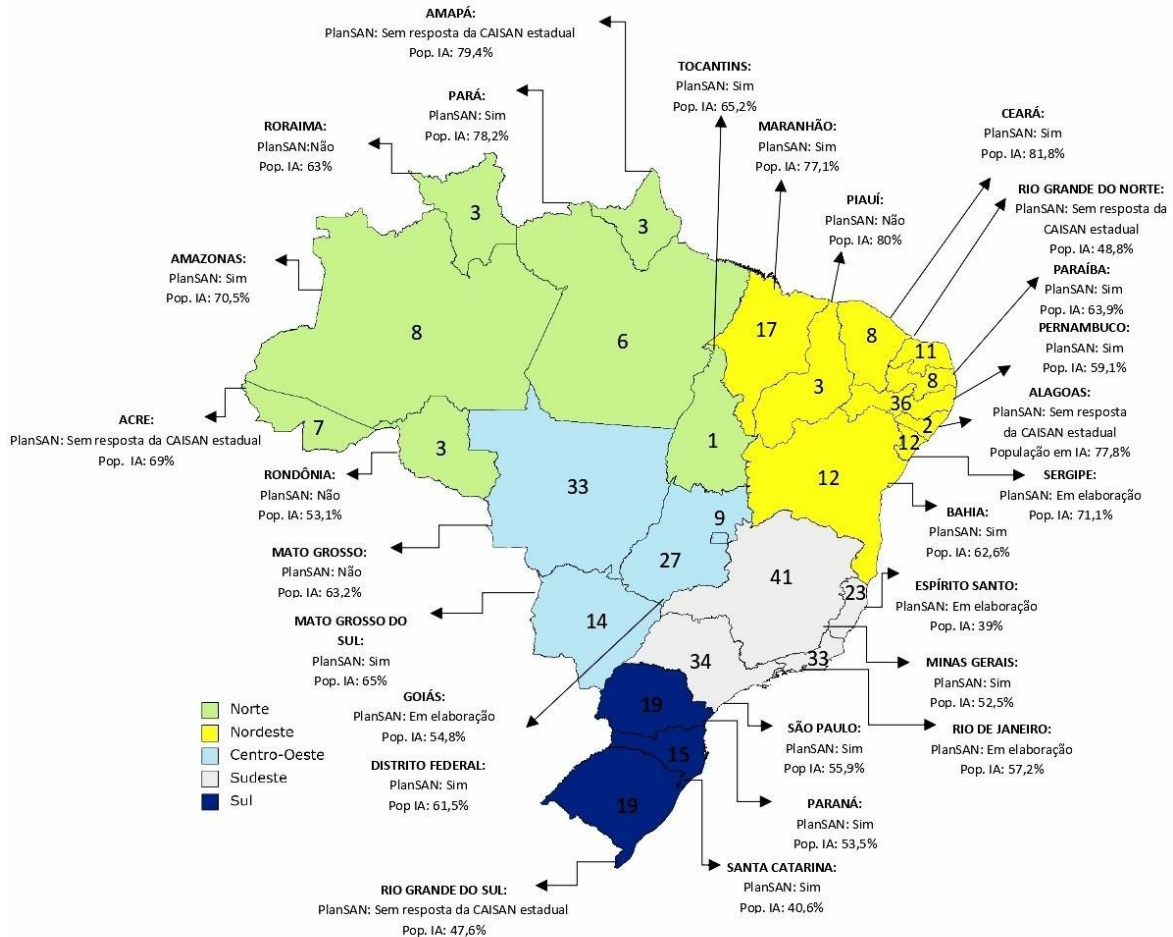 AMAPÁ:
PlanSAN: Sem resposta da CAISAN estadual
Pop. IA: 79,4%
TOCANTINS:
PlanSAN: Sim
Pop. IA: 65,2%
PARÁ:
PlanSAN: Sim
Pop. IA: 78,2%
RORAIMA:
PlanSAN:Não
Pop. IA: 63%
MARANHÃO:
PlanSAN: Sim
Pop. IA: 77,1%
CEARÁ:
PlanSAN: Sim
Pop. IA: 81,8%
PIAUÍ:
PlanSAN: Não
Pop. IA: 80%
RIO GRANDE DO NORTE:
PlanSAN: Sem resposta da
CAISAN estadual
Pop. IA: 48,8%
AMAZONAS:
PlanSAN: Sim
Pop. IA: 70,5%
PARAÍBA:
PlanSAN: Sim
Pop. IA: 63,9%
PERNAMBUCO:
PlanSAN: Sim
Pop. IA: 59,1%
ALAGOAS:
PlanSAN: Sem resposta
da CAISAN estadual
População em IA: 77,8%
ACRE:
PlanSAN: Sem resposta da CAISAN estadual
Pop. IA: 69%
RONDÔNIA:
PlanSAN: Não
Pop. IA: 53,1%
SERGIPE:
PlanSAN: Em elaboração
Pop. IA: 71,1%
BAHIA:
PlanSAN: Sim
Pop. IA: 62,6%
MATO GROSSO:
PlanSAN: Não
Pop. IA: 63,2%
ESPÍRITO SANTO:
PlanSAN: Em elaboração
Pop. IA: 39%
MATO GROSSO DO
SUL:
PlanSAN: Sim
Pop. IA: 65%
MINAS GERAIS:
PlanSAN: Sim
Pop. IA: 52,5%
GOIÁS:
PlanSAN: Em elaboração
Pop. IA: 54,8%
SÃO PAULO:
PlanSAN: Sim
Pop IA: 55,9%
RIO DE JANEIRO:
PlanSAN: Em elaboração
Pop. IA: 57,2%
DISTRITO FEDERAL:
PlanSAN: Sim
Pop IA: 61,5%
PARANÁ:
PlanSAN: Sim
Pop. IA: 53,5%
SANTA CATARINA:
PlanSAN: Sim
Pop. IA: 40,6%
RIO GRANDE DO SUL:
PlanSAN: Sem resposta da CAISAN estadual
Pop. IA: 47,6%
3
3
8
6
17
3
8
11
8
36
2
12
12
7
3
1
33
9
27
14
41
23
34
33
19
15
19
Norte
Nordeste
Centro-Oeste
Sudeste
Sul